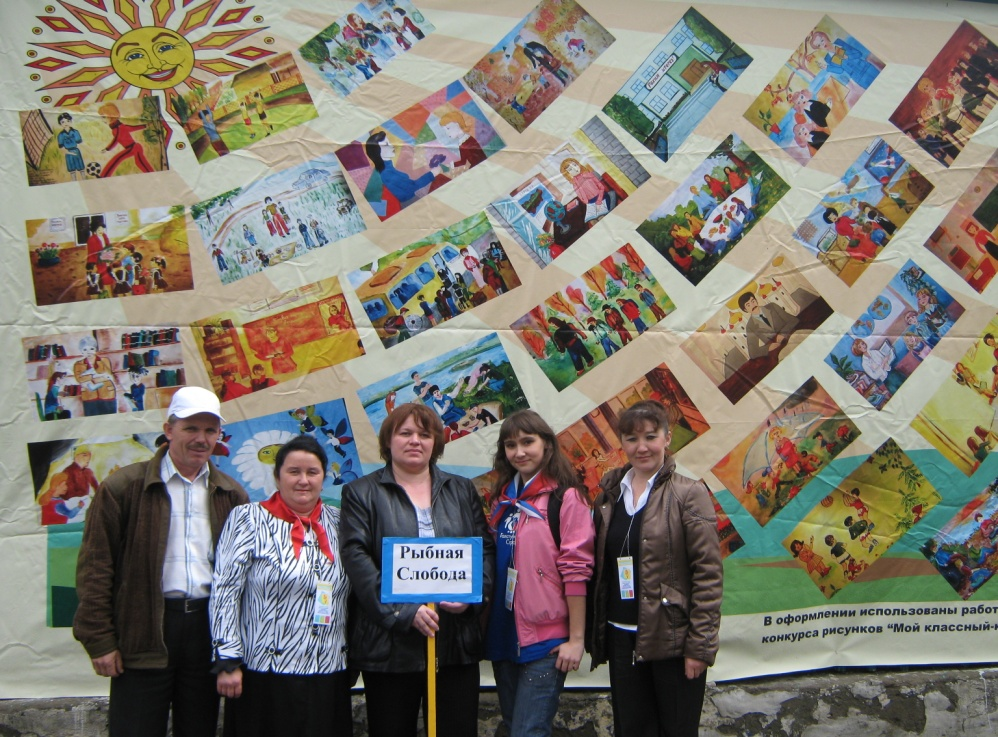 Рыбная
Слобода
В оформлении использованы работ
конкурса рисунков “Мой классный-к